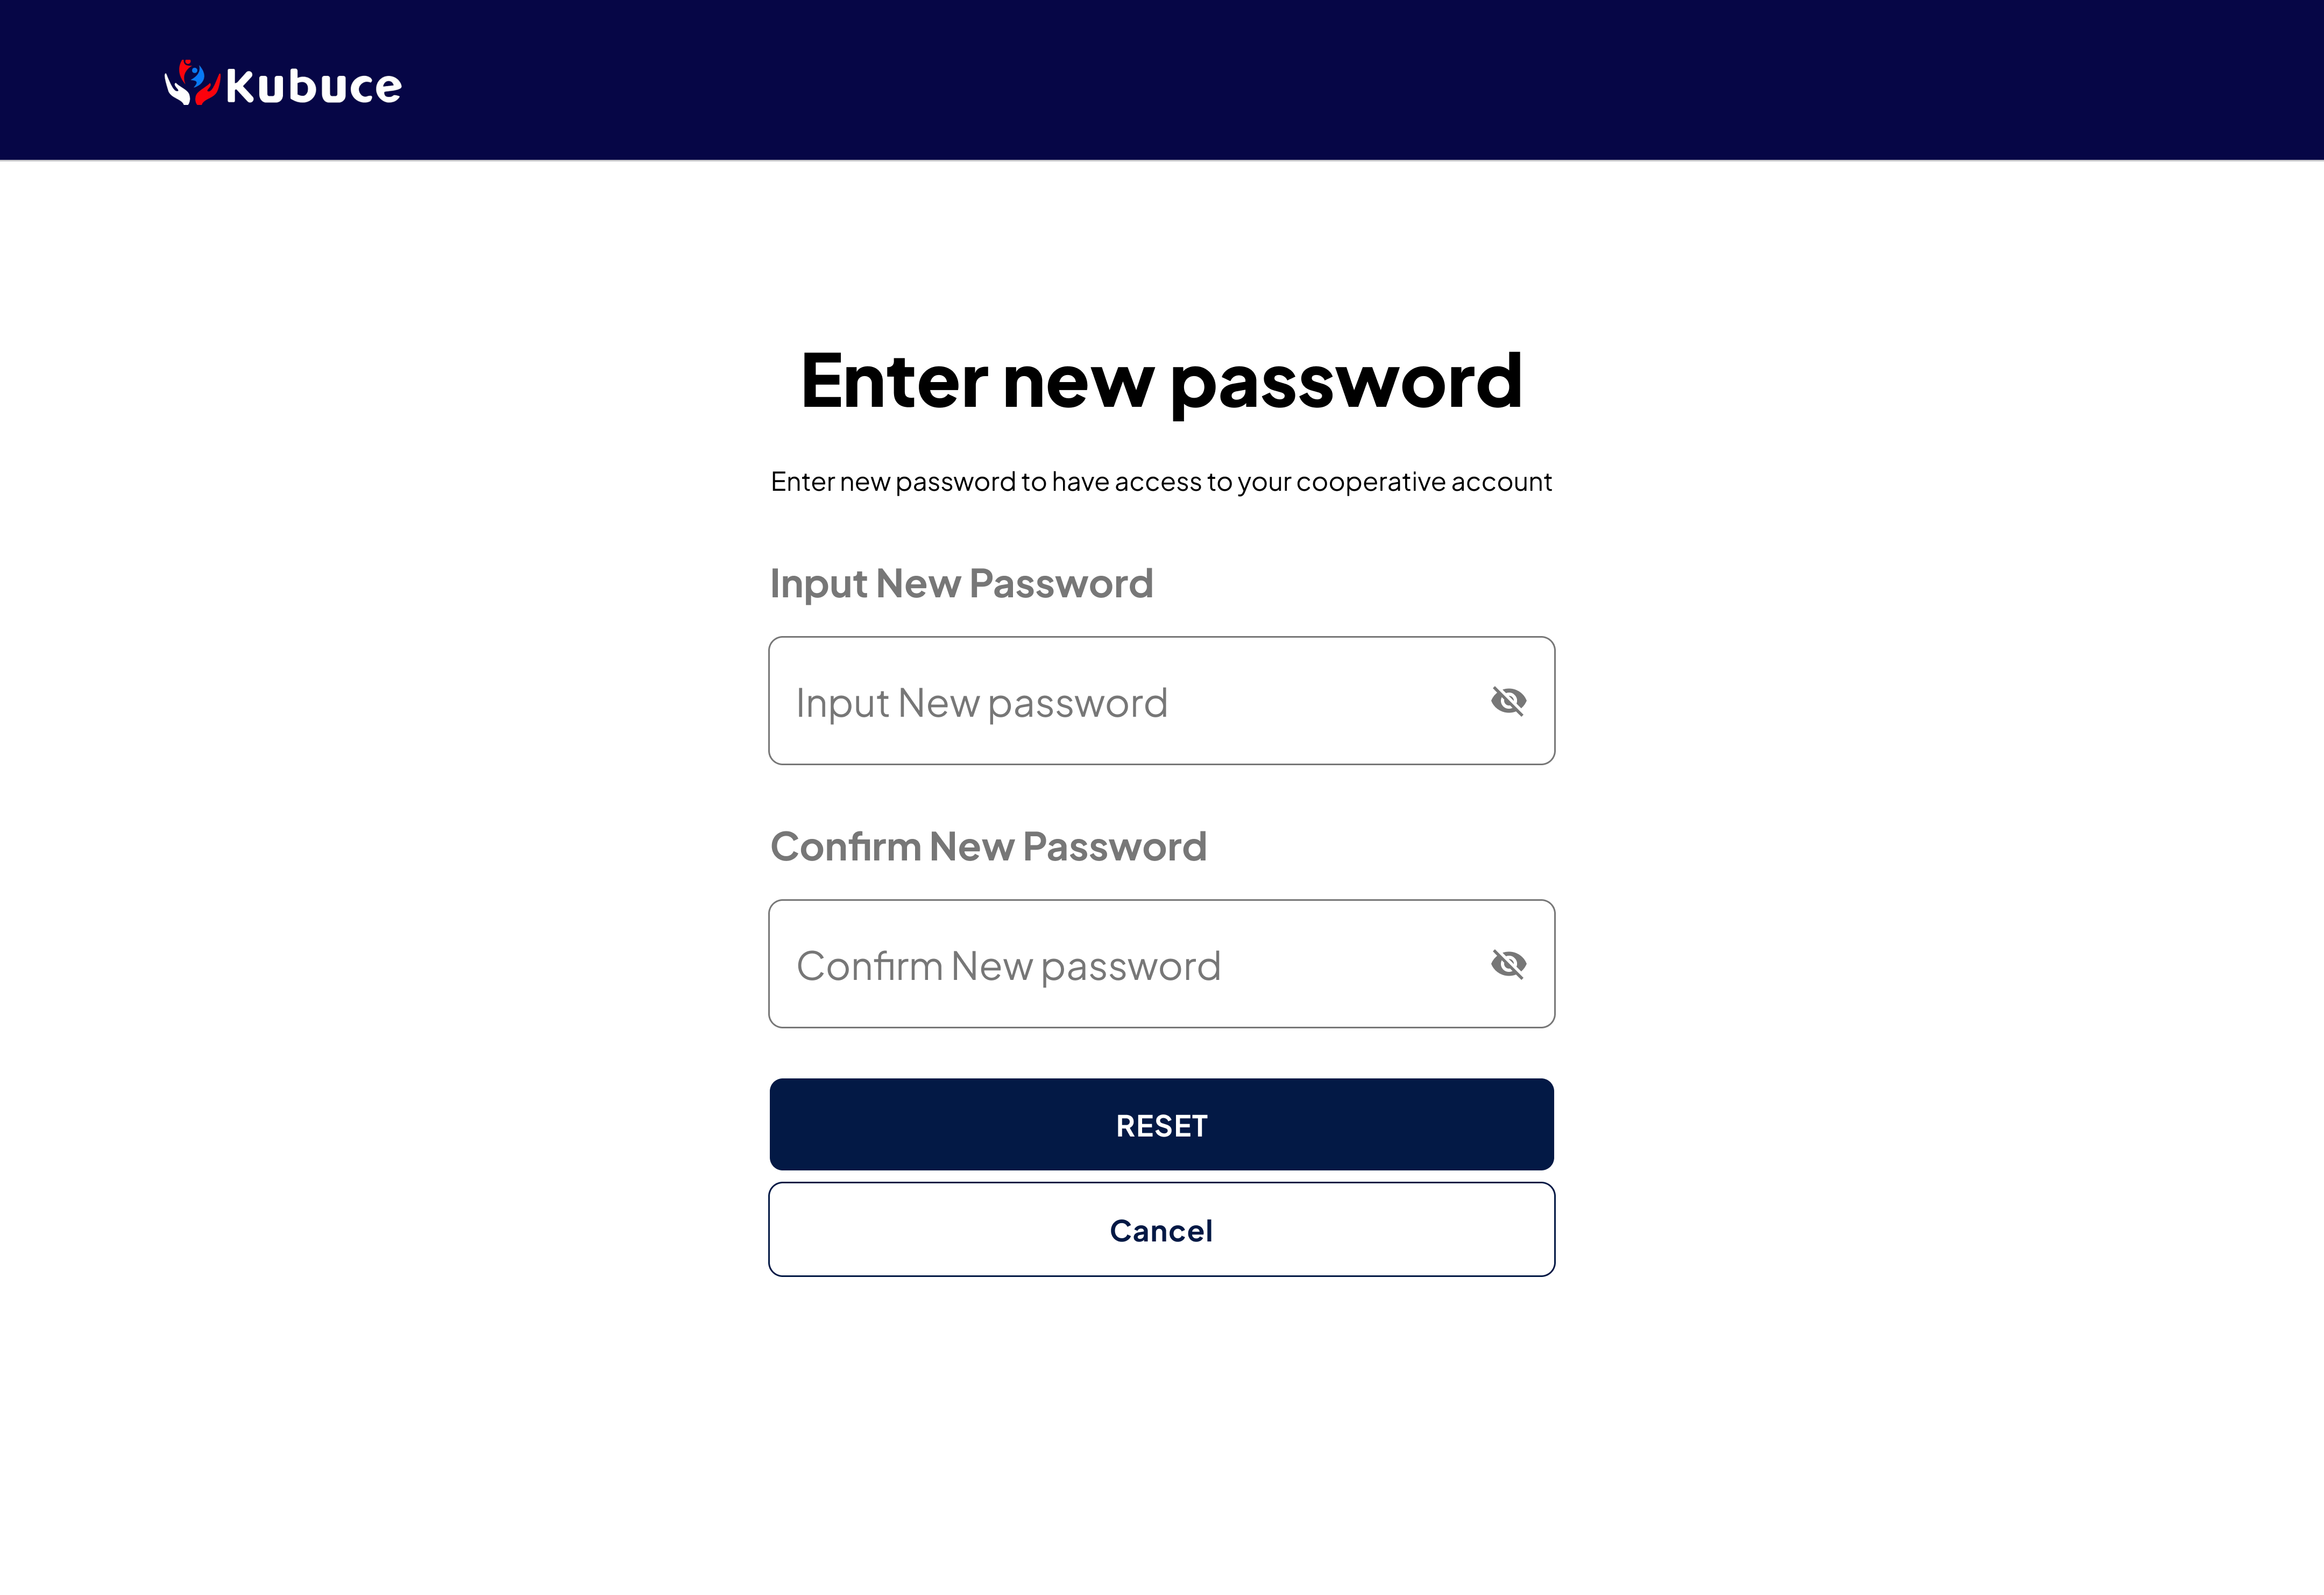 kubuce
Enter new password
Enter new password to have access to your cooperative account
Input New Password
Input New password
Confirm New Password
Confirm New password
RESET
Cancel